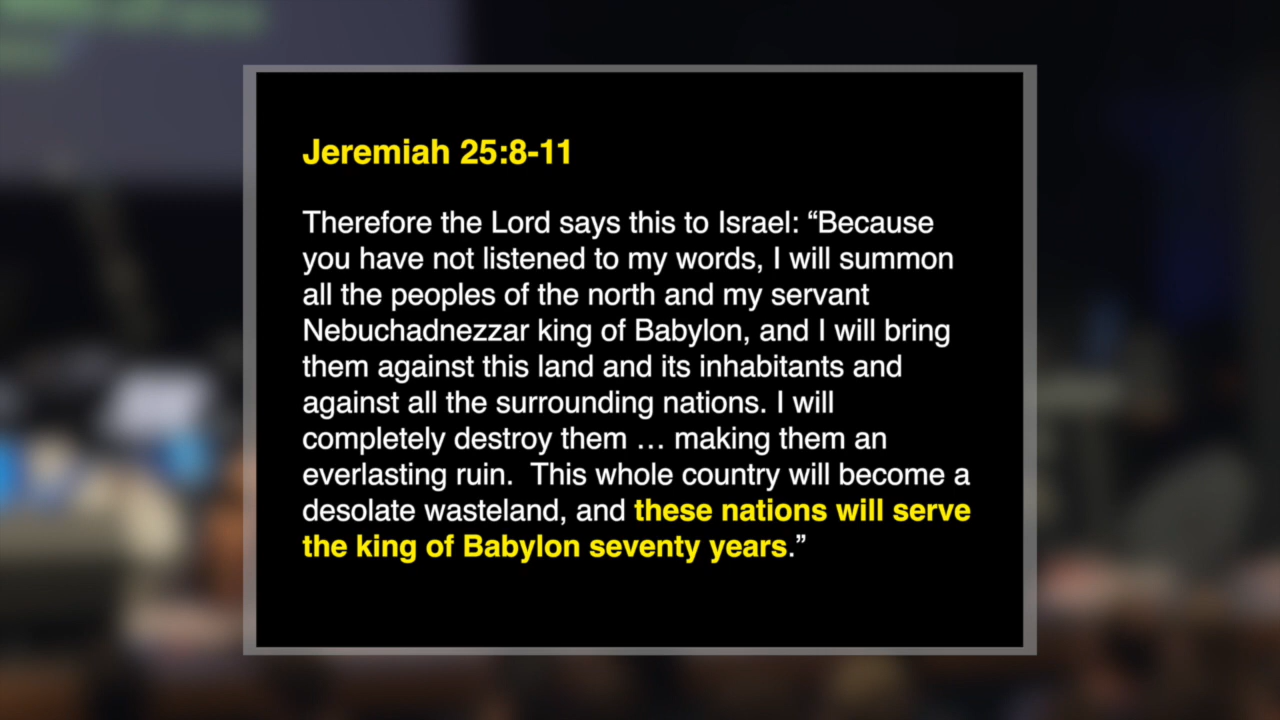 Jeremiah 25:8-11
Therefore the Lord says this to Israel: “Because
you have not listened to my words, I will summon
all the peoples of the north and my servant
Nebuchadnezzar king of Babylon, and I will bring
them against this land and its inhabitants and
against all the surrounding nations. I will
completely destroy them … making them an
everlasting ruin.  This whole country will become a
desolate wasteland, and these nations will serve
the king of Babylon seventy years.”